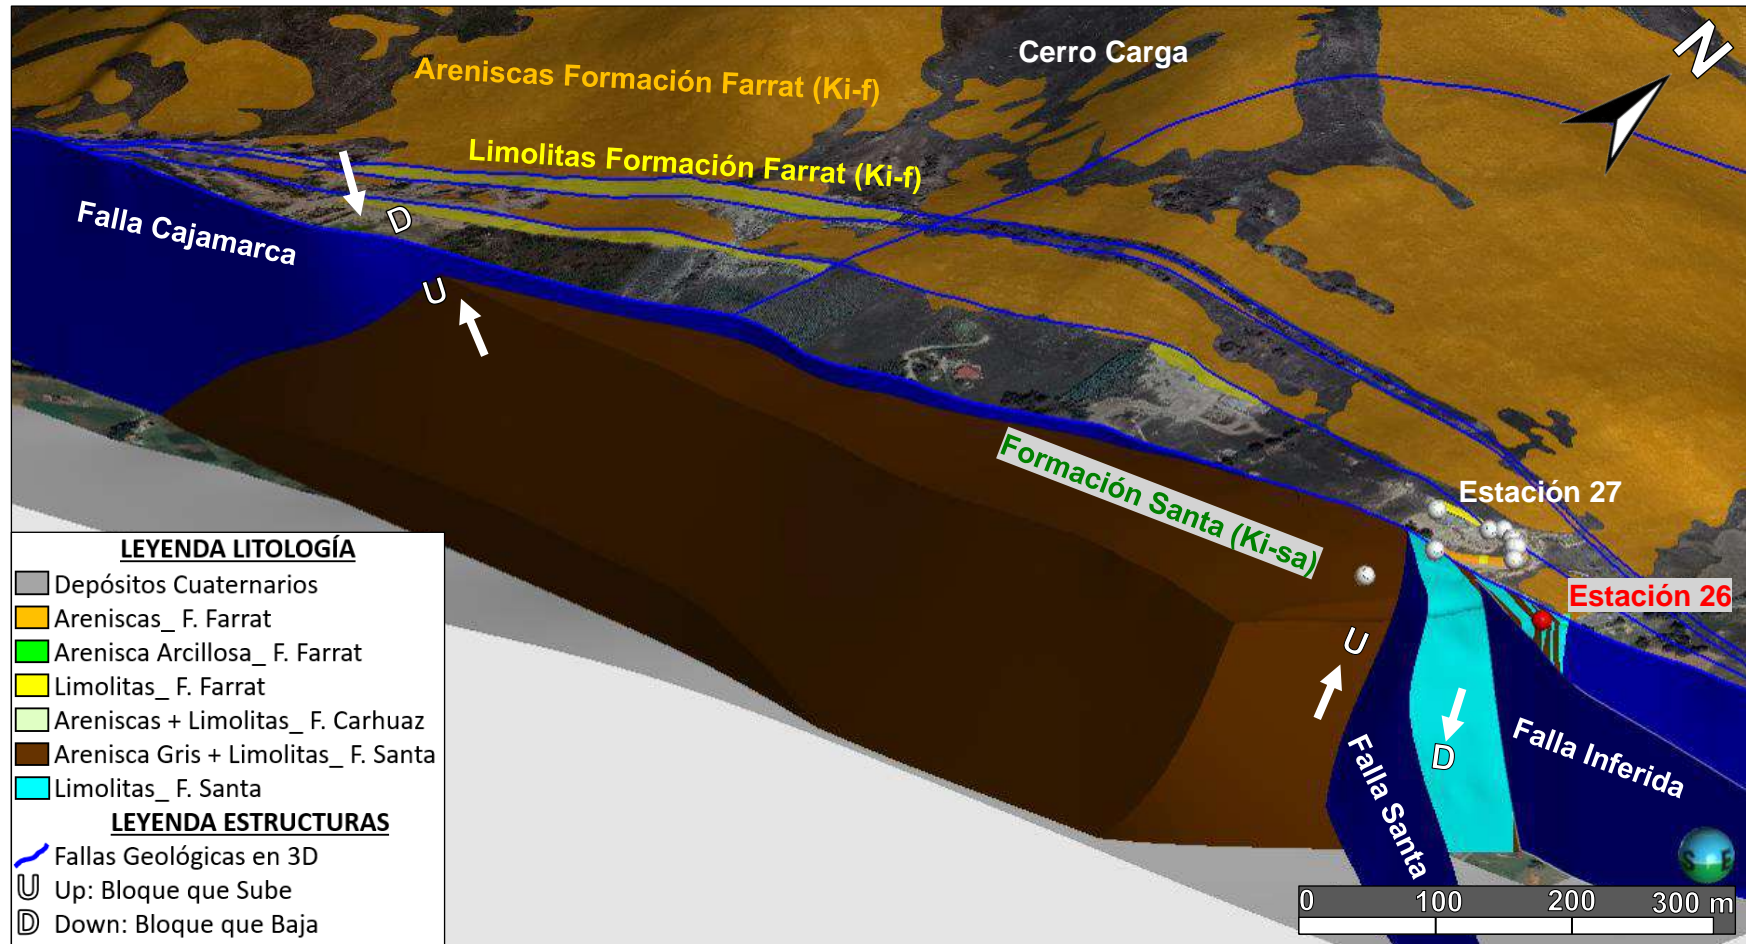 Cerro Carga
N
Areniscas Formación Farrat (Ki-f)
Limolitas Formación Farrat (Ki-f)
Falla Cajamarca
D
U
Formación Santa (Ki-sa)
Estación 27
Estación 26
U
D
Falla Inferida
Falla Santa
LEYENDA LITOLOGÍA
Depósitos Cuaternarios
Areniscas_ F. Farrat
Arenisca Arcillosa_ F. Farrat
Limolitas_ F. Farrat
Areniscas + Limolitas_ F. Carhuaz
Arenisca Gris + Limolitas_ F. Santa
Limolitas_ F. Santa
LEYENDA ESTRUCTURAS
Fallas Geológicas en 3D
U Up: Bloque que Sube
D Down: Bloque que Baja
S E
0 100 200 300 m